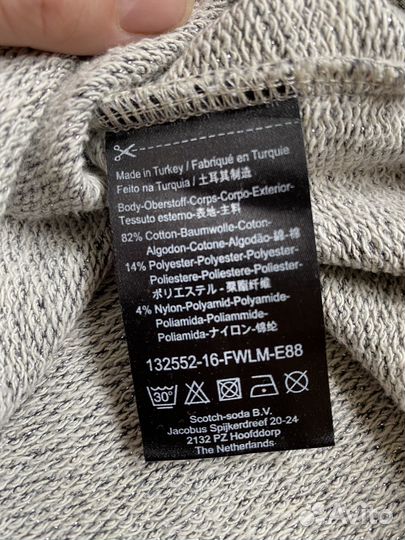 Made in Turkey / Fabriqué en Turquie
Feito na Turquia / 土耳其制造
Body-Oberstoff-Corps-Corpo-Exterior-
Tessuto esterno-表地-主料
82% Cotton-Baumwolle-Coton-
Algodon-Cotone-Algodão-綿-棉
14% Polyester-Polyester-Polyester-
Poliestere-Poliestere-Poliester-
ポリエステル-聚酯纤维
4% Nylon-Polyamid-Polyamide-
Poliamida-Poliammide-
Poliamida-ナイロン-锦纶
132552-16-FWLM-E88
30°
Scotch-soda B.V.
Jacobus Spijkerdreef 20-24
2132 PZ Hoofddorp
The Netherlands.
Avito